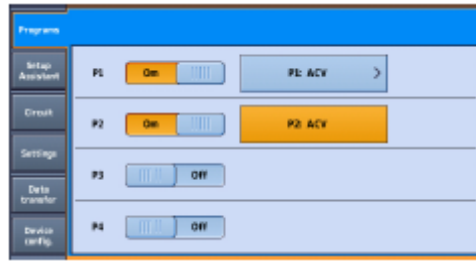 Programs
Setup
Assistant
P1 On P1: ACV >
Circuit
P2 On P2: ACV
Settings
P3 Off
Data
transfer
Device
config.
P4 Off